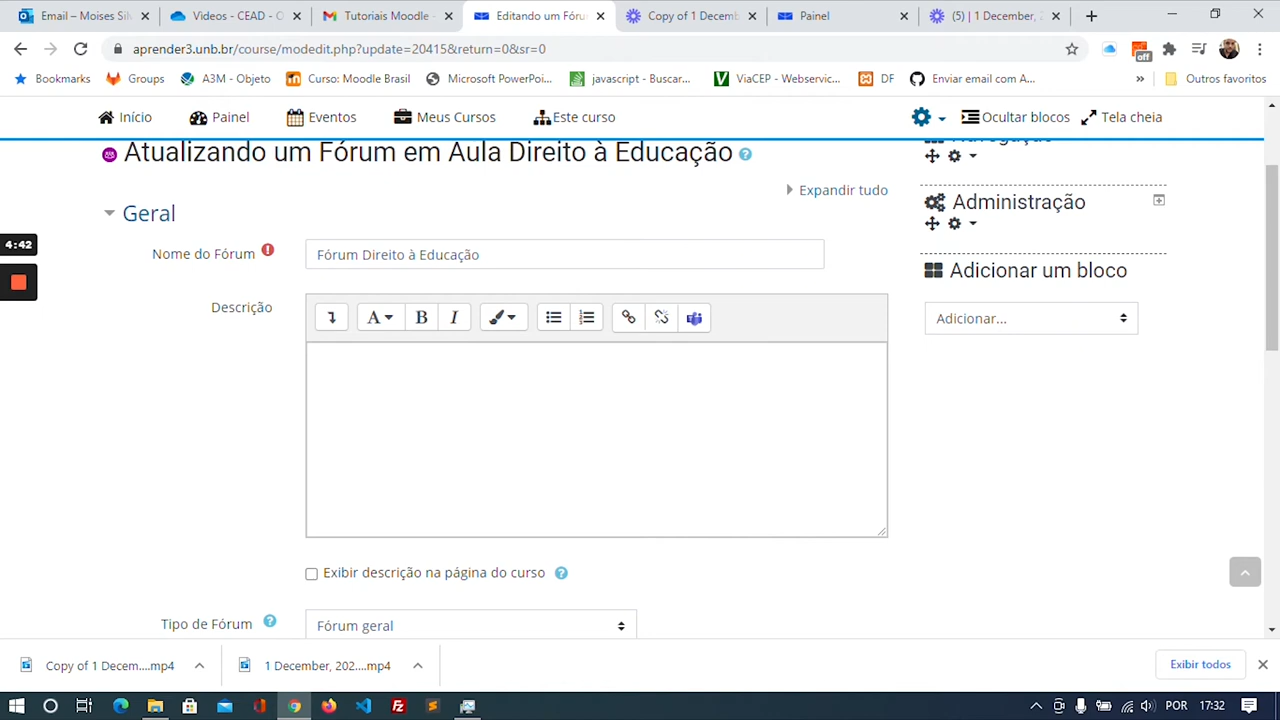 Email – Moises Sil
Videos - CEAD - O
Tutoriais Moodle -
Editando um Fóru
Copy of 1 Decemb
Painel
(5) | 1 December, 2
aprender3.unb.br/course/modedit.php?update=20415&return=0&sr=0
off
Bookmarks
Groups
A3M - Objeto
Curso: Moodle Brasil
Microsoft PowerPoi...
javascript - Buscar...
ViaCEP - Webservic...
DF
Enviar email com A...
»
Outros favoritos
Início
Painel
Eventos
Meus Cursos
Este curso
Ocultar blocos
Tela cheia
Atualizando um Fórum em Aula Direito à Educação
Navegação
Expandir tudo
Administração
Geral
4:42
Nome do Fórum
Fórum Direito à Educação
Adicionar um bloco
Descrição
A
B
I
Adicionar...
Exibir descrição na página do curso
Tipo de Fórum
Fórum geral
Copy of 1 Decem....mp4
1 December, 202....mp4
Exibir todos
POR
17:32